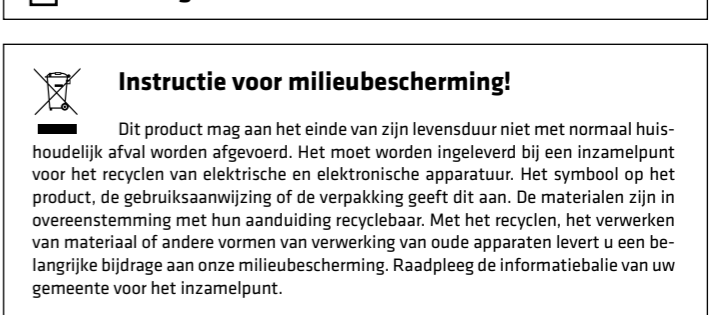 Instructie voor milieubescherming!
Dit product mag aan het einde van zijn levensduur niet met normaal huis-
houdelijk afval worden afgevoerd. Het moet worden ingeleverd bij een inzamelpunt
voor het recyclen van elektrische en elektronische apparatuur. Het symbool op het
product, de gebruiksaanwijzing of de verpakking geeft dit aan. De materialen zijn in
overeenstemming met hun aanduiding recyclebaar. Met het recyclen, het verwerken
van materiaal of andere vormen van verwerking van oude apparaten levert u een be-
langrijke bijdrage aan onze milieubescherming. Raadpleeg de informatiebalie van uw
gemeente voor het inzamelpunt.